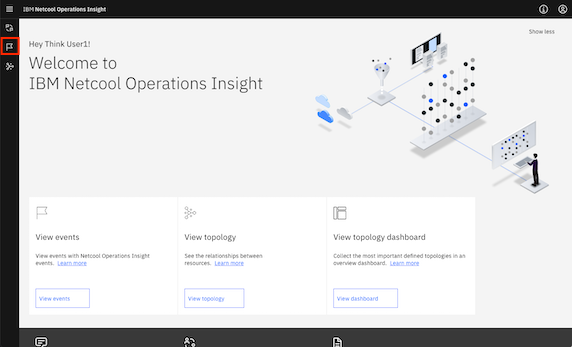 IBM Netcool Operations Insight
Show less
Hey Think User1!
Welcome to
IBM Netcool Operations Insight
View events
View events with Netcool Operations Insight
events. Learn more
View events
View topology
See the relationships between
resources. Learn more
View topology
View topology dashboard
Collect the most important defined topologies in an
overview dashboard. Learn more
View dashboard